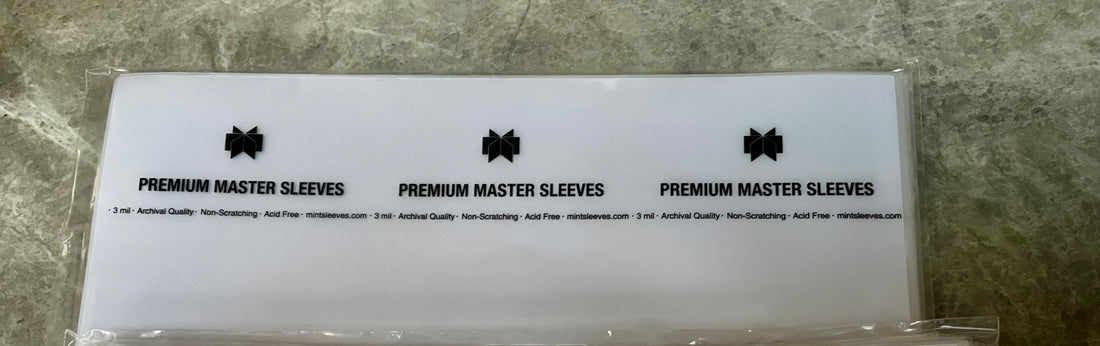 PREMIUM MASTER SLEEVES PREMIUM MASTER SLEEVES PREMIUM MASTER SLEEVES
· 3 mil · Archival Quality · Non-Scratching · Acid Free · mintsleeves.com · 3 mil · Archival Quality · Non-Scratching · Acid Free · mintsleeves.com · 3 mil · Archival Quality · Non-Scratching · Acid Free · mintsleeves.com